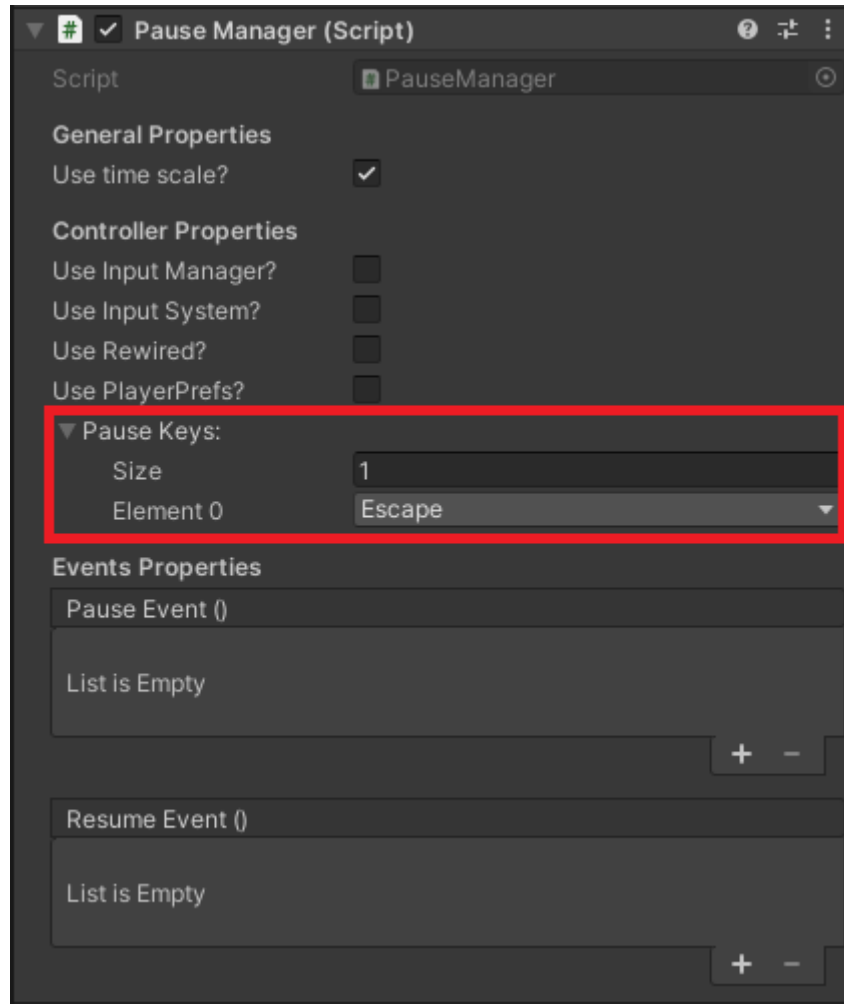 Pause Manager (Script)
Script PauseManager
General Properties
Use time scale?
Controller Properties
Use Input Manager?
Use Input System?
Use Rewired?
Use PlayerPrefs?
Pause Keys:
Size 1
Element 0 Escape
Events Properties
Pause Event ()
List is Empty
+ −
Resume Event ()
List is Empty
+ −